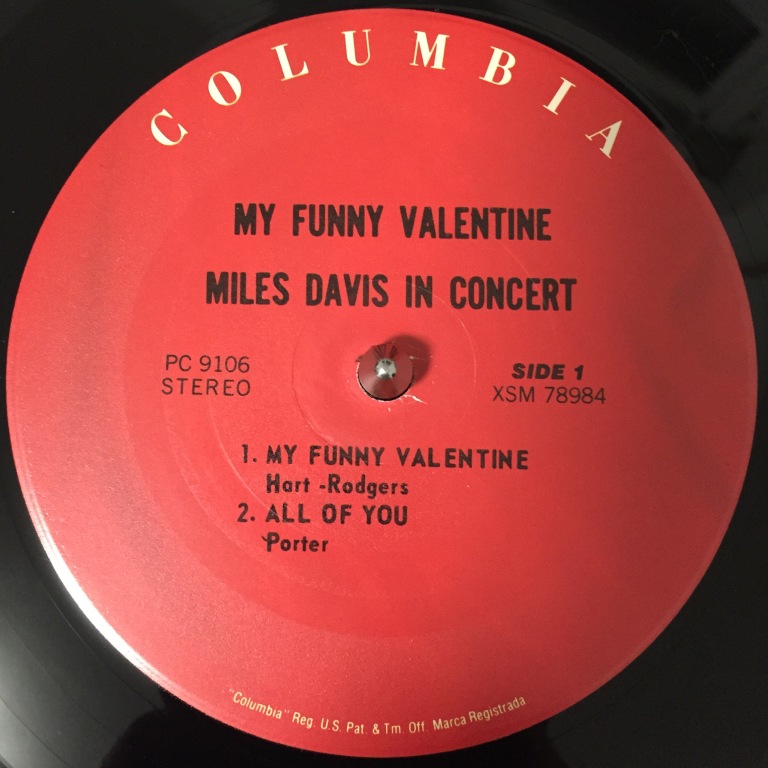 COLUMBIA
MY FUNNY VALENTINE
MILES DAVIS IN CONCERT
PC 9106
STEREO
SIDE 1
XSM 78984
1. MY FUNNY VALENTINE
Hart -Rodgers
2. ALL OF YOU
Porter
"Columbia" Reg. U.S. Pat. & Tm. Off. Marca Registrada